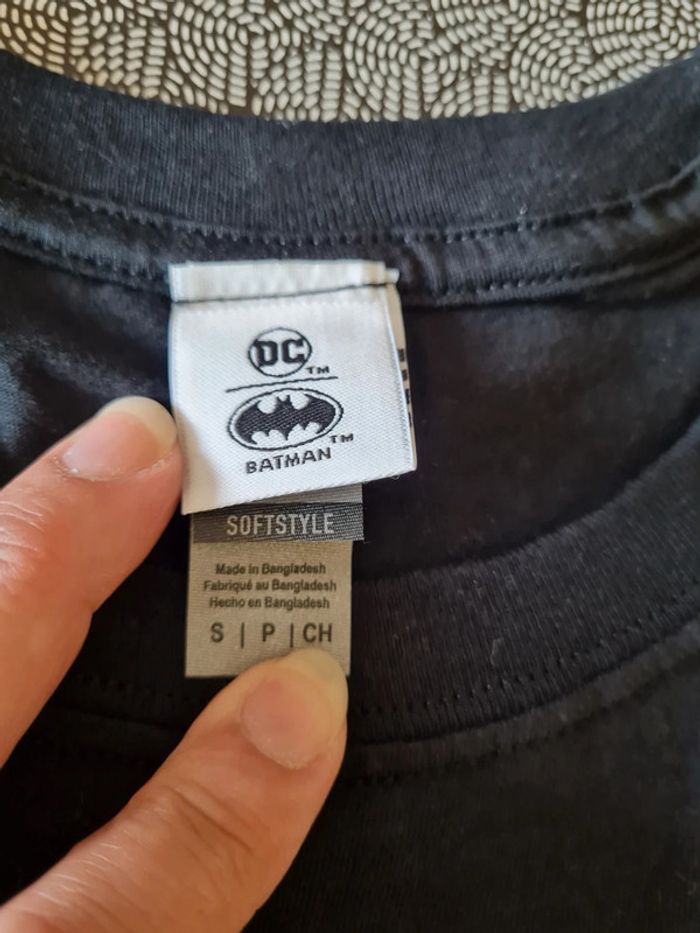 DC™
BATMAN™
SOFTSTYLE
Made in Bangladesh
Fabriqué au Bangladesh
Hecho en Bangladesh
S | P | CH